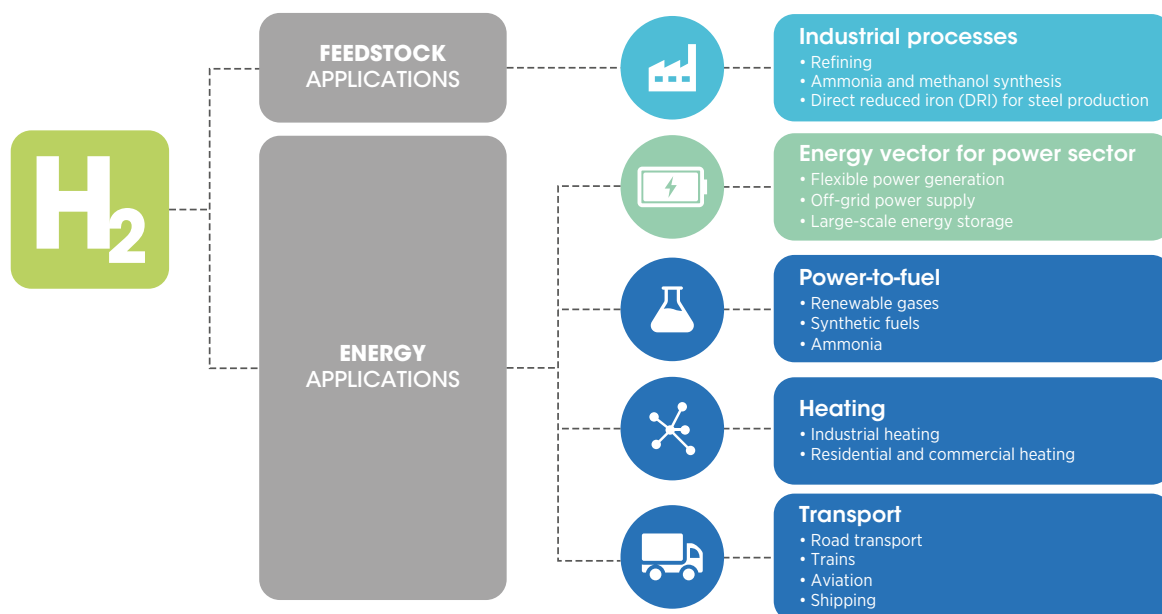 H2
FEEDSTOCK
APPLICATIONS
Industrial processes
• Refining
• Ammonia and methanol synthesis
• Direct reduced iron (DRI) for steel production
ENERGY
APPLICATIONS
Energy vector for power sector
• Flexible power generation
• Off-grid power supply
• Large-scale energy storage
Power-to-fuel
• Renewable gases
• Synthetic fuels
• Ammonia
Heating
• Industrial heating
• Residential and commercial heating
Transport
• Road transport
• Trains
• Aviation
• Shipping